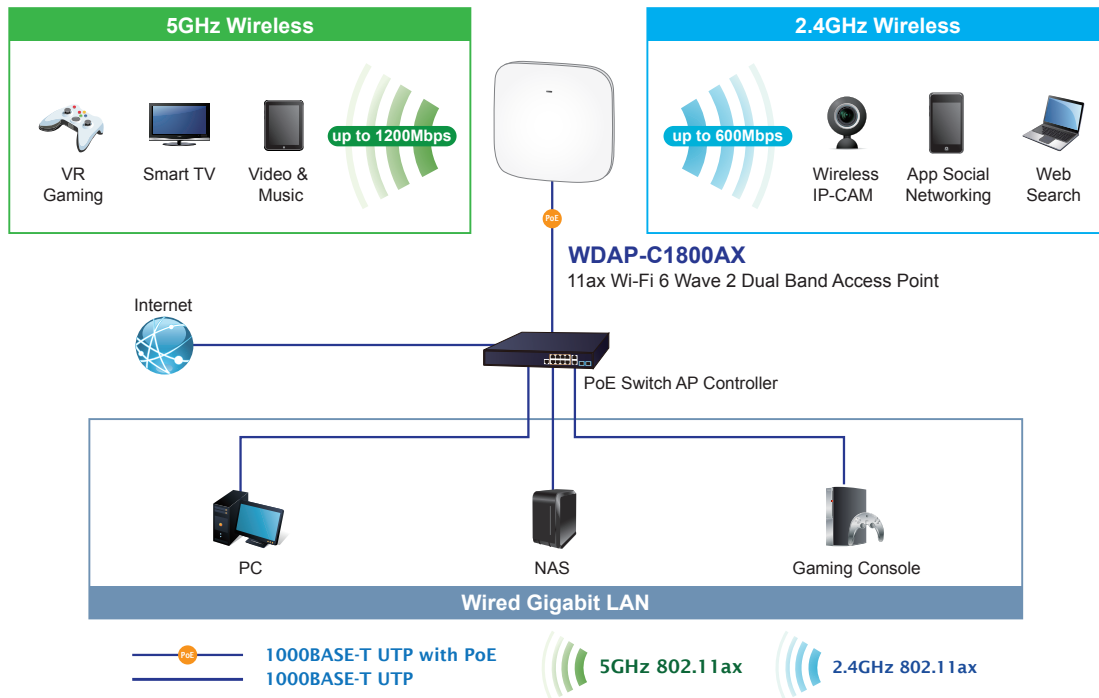 5GHz Wireless
VR
Gaming
Smart TV
Video &
Music
up to 1200Mbps
2.4GHz Wireless
up to 600Mbps
Wireless
IP-CAM
App Social
Networking
Web
Search
PoE
WDAP-C1800AX
11ax Wi-Fi 6 Wave 2 Dual Band Access Point
Internet
PoE Switch AP Controller
PC
NAS
Gaming Console
Wired Gigabit LAN
PoE
1000BASE-T UTP with PoE
1000BASE-T UTP
5GHz 802.11ax
2.4GHz 802.11ax